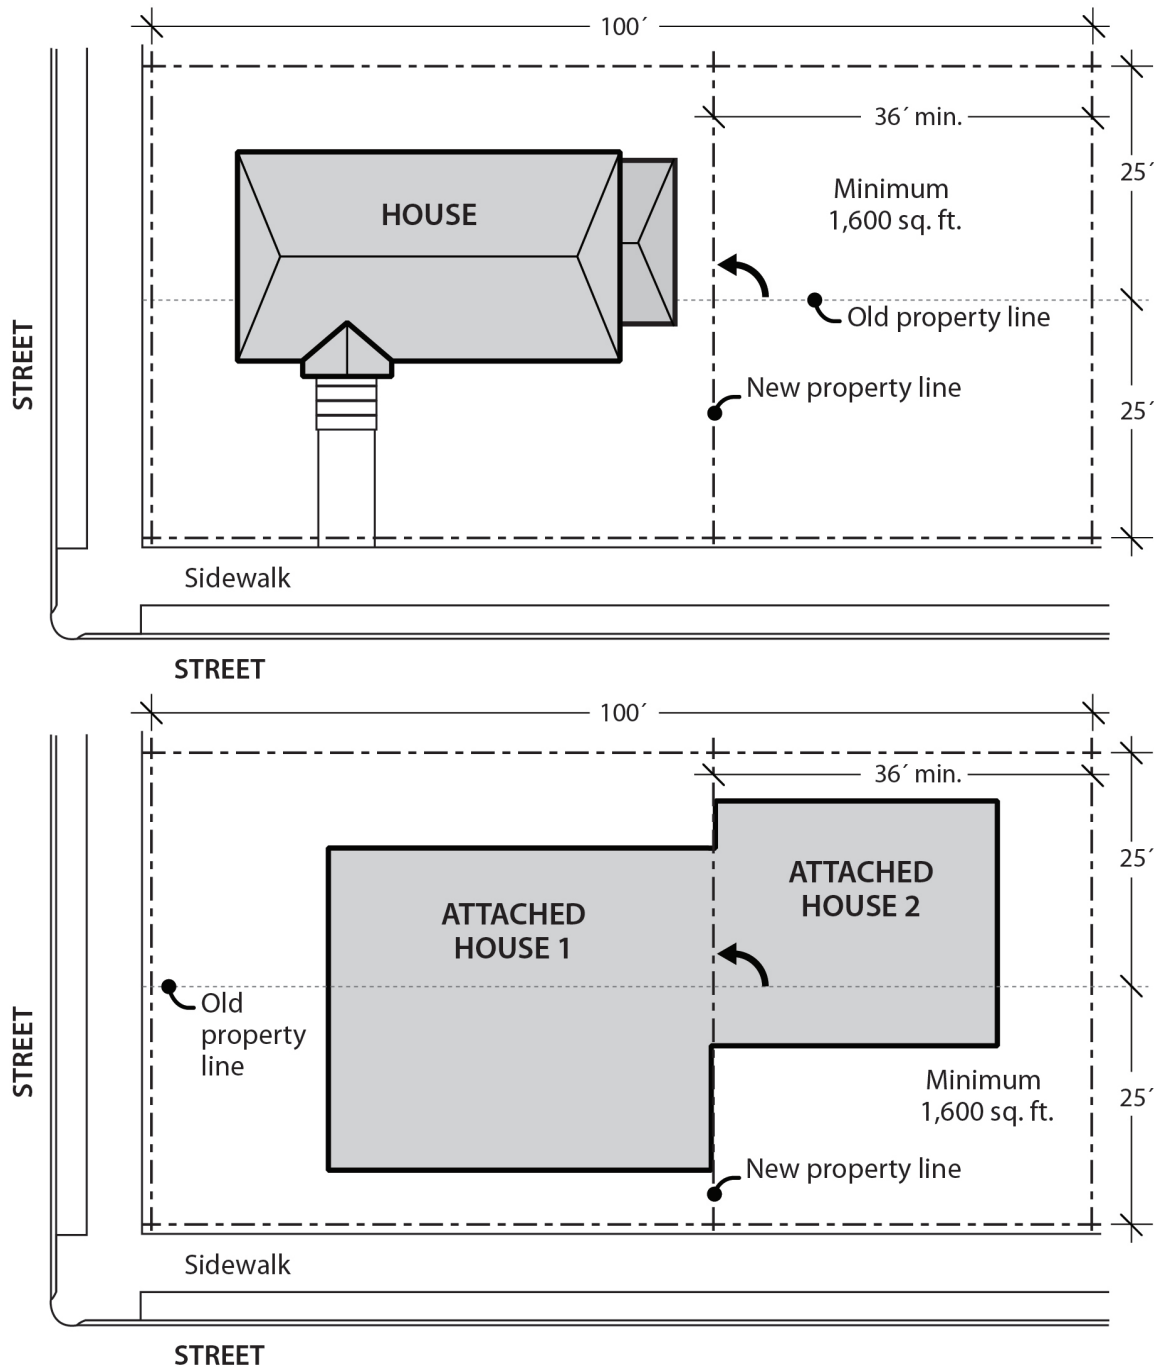 100´
36´ min.
25´
Minimum
1,600 sq. ft.
HOUSE
Old property line
STREET
New property line
25´
Sidewalk
STREET
100´
36´ min.
25´
ATTACHED
HOUSE 2
ATTACHED
HOUSE 1
Old
property
line
STREET
Minimum
1,600 sq. ft.
25´
New property line
Sidewalk
STREET